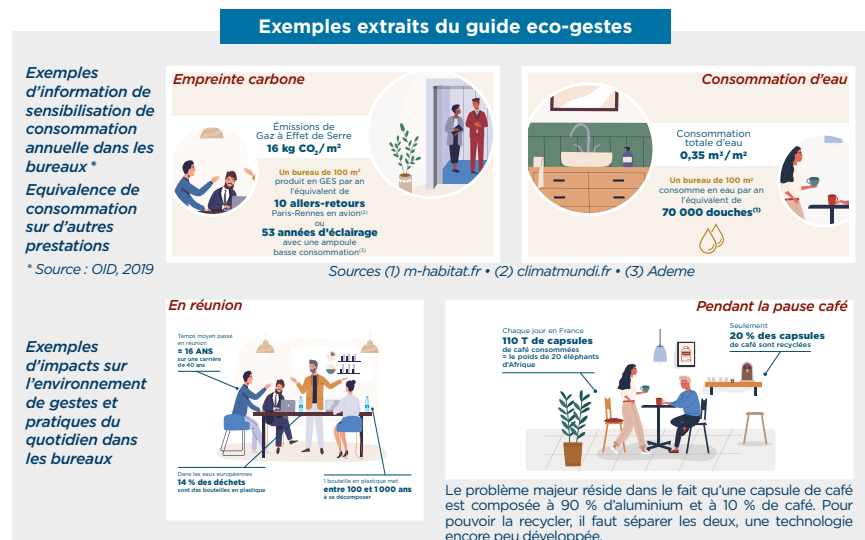 Exemples extraits du guide eco-gestes
Exemples
d'information de
sensibilisation de
consommation
annuelle dans les
bureaux *
Equivalence de
consommation
sur d'autres
prestations
* Source : OID, 2019
Empreinte carbone
Émissions de
Gaz à Effet de Serre
16 kg CO₂/ m²
Un bureau de 100 m²
produit en GES par an
l'équivalent de
10 allers-retours
Paris-Rennes en avion⁽²⁾
ou
53 années d'éclairage
avec une ampoule
basse consommation⁽³⁾
Consommation d'eau
Consommation
totale d'eau
0,35 m³/ m²
Un bureau de 100 m²
consomme en eau par an
l'équivalent de
70 000 douches⁽¹⁾
Sources (1) m-habitat.fr • (2) climatmundi.fr • (3) Ademe
Exemples
d'impacts sur
l'environnement
de gestes et
pratiques du
quotidien dans
les bureaux
En réunion
Temps moyen passé
en réunion
= 16 ANS
sur une carrière
de 40 ans
Dans les eaux européennes
14 % des déchets
sont des bouteilles en plastique
1 bouteille en plastique met
entre 100 et 1 000 ans
à se décomposer
Pendant la pause café
Chaque jour en France
110 T de capsules
de café consommées
= le poids de 20 éléphants
d'Afrique
Seulement
20 % des capsules
de café sont recyclées
Le problème majeur réside dans le fait qu'une capsule de café
est composée à 90 % d'aluminium et à 10 % de café. Pour
pouvoir la recycler, il faut séparer les deux, une technologie
encore peu développée.